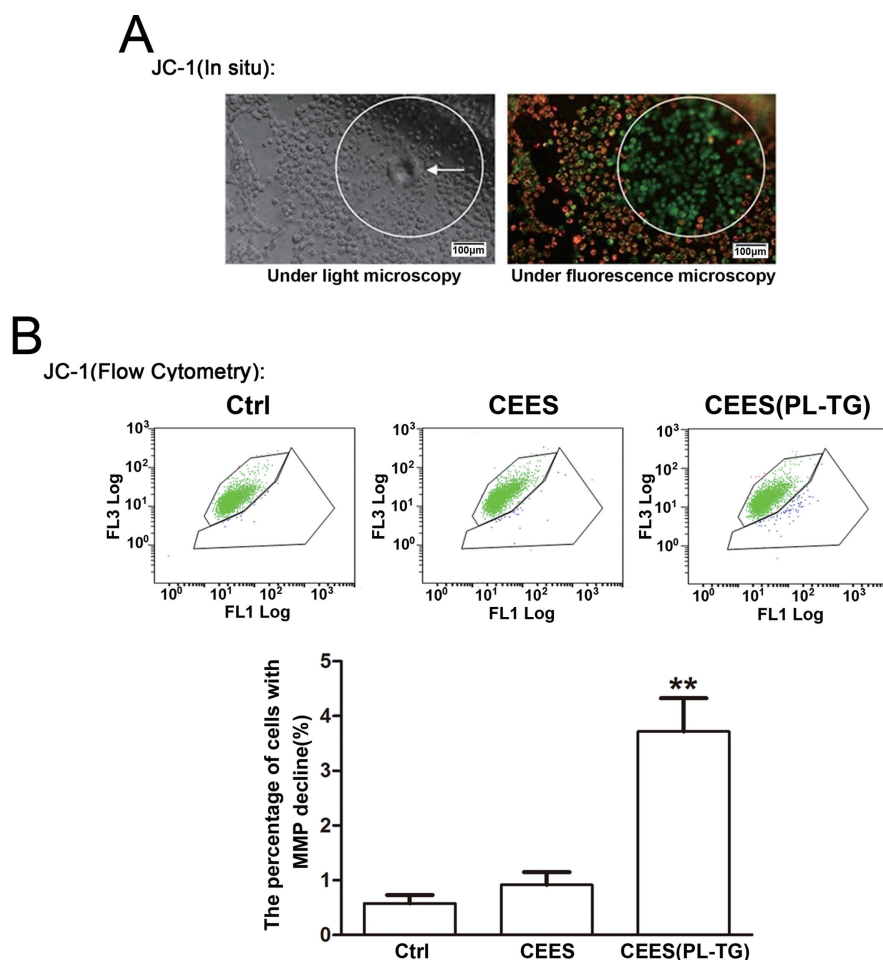 A
JC-1(In situ):
100μm
100μm
Under light microscopy
Under fluorescence microscopy
B
JC-1(Flow Cytometry):
Ctrl
CEES
CEES(PL-TG)
FL3 Log
10³
10²
10¹
10⁰
10⁰ 10¹ 10² 10³
FL1 Log
FL3 Log
10³
10²
10¹
10⁰
10⁰ 10¹ 10² 10³
FL1 Log
FL3 Log
10³
10²
10¹
10⁰
10⁰ 10¹ 10² 10³
FL1 Log
The percentage of cells with
MMP decline(%)
5
4
3
2
1
0
**
Ctrl
CEES
CEES(PL-TG)